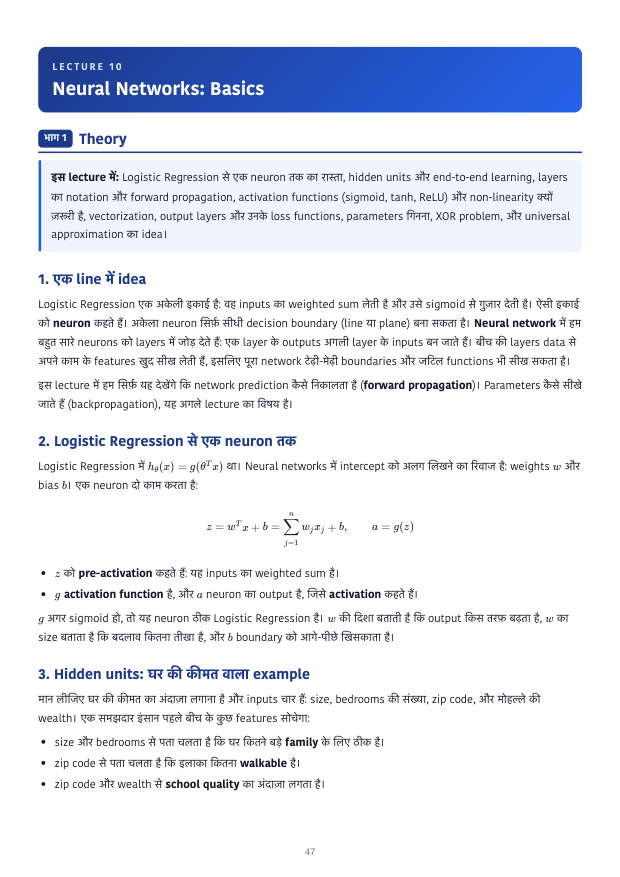 LECTURE 10
Neural Networks: Basics
भाग 1 Theory
इस lecture में: Logistic Regression से एक neuron तक का रास्ता, hidden units और end-to-end learning, layers
का notation और forward propagation, activation functions (sigmoid, tanh, ReLU) और non-linearity क्यों
ज़रूरी है, vectorization, output layers और उनके loss functions, parameters गिनना, XOR problem, और universal
approximation का idea।
1. एक line में idea
Logistic Regression एक अकेली इकाई है: वह inputs का weighted sum लेती है और उसे sigmoid से गुज़ार देती है। ऐसी इकाई
को neuron कहते हैं। अकेला neuron सिर्फ़ सीधी decision boundary (line या plane) बना सकता है। Neural network में हम
बहुत सारे neurons को layers में जोड़ देते हैं: एक layer के outputs अगली layer के inputs बन जाते हैं। बीच की layers data से
अपने काम के features खुद सीख लेती हैं, इसलिए पूरा network टेढ़ी-मेढ़ी boundaries और जटिल functions भी सीख सकता है।
इस lecture में हम सिर्फ़ यह देखेंगे कि network prediction कैसे निकालता है (forward propagation)। Parameters कैसे सीखे
जाते हैं (backpropagation), यह अगले lecture का विषय है।
2. Logistic Regression से एक neuron तक
Logistic Regression में h_θ(x) = g(θ^T x) था। Neural networks में intercept को अलग लिखने का रिवाज है: weights w और
bias b। एक neuron दो काम करता है:
z = w^T x + b = ∑_{j=1}^{n} w_j x_j + b, a = g(z)
• z को pre-activation कहते हैं: यह inputs का weighted sum है।
• g activation function है, और a neuron का output है, जिसे activation कहते हैं।
g अगर sigmoid हो, तो यह neuron ठीक Logistic Regression है। w की दिशा बताती है कि output किस तरफ़ बढ़ता है, w का
size बताता है कि बदलाव कितना तीखा है, और b boundary को आगे-पीछे खिसकाता है।
3. Hidden units: घर की कीमत वाला example
मान लीजिए घर की कीमत का अंदाज़ा लगाना है और inputs चार हैं: size, bedrooms की संख्या, zip code, और मोहल्ले की
wealth। एक समझदार इंसान पहले बीच के कुछ features सोचेगा:
• size और bedrooms से पता चलता है कि घर कितने बड़े family के लिए ठीक है।
• zip code से पता चलता है कि इलाका कितना walkable है।
• zip code और wealth से school quality का अंदाज़ा लगता है।
47